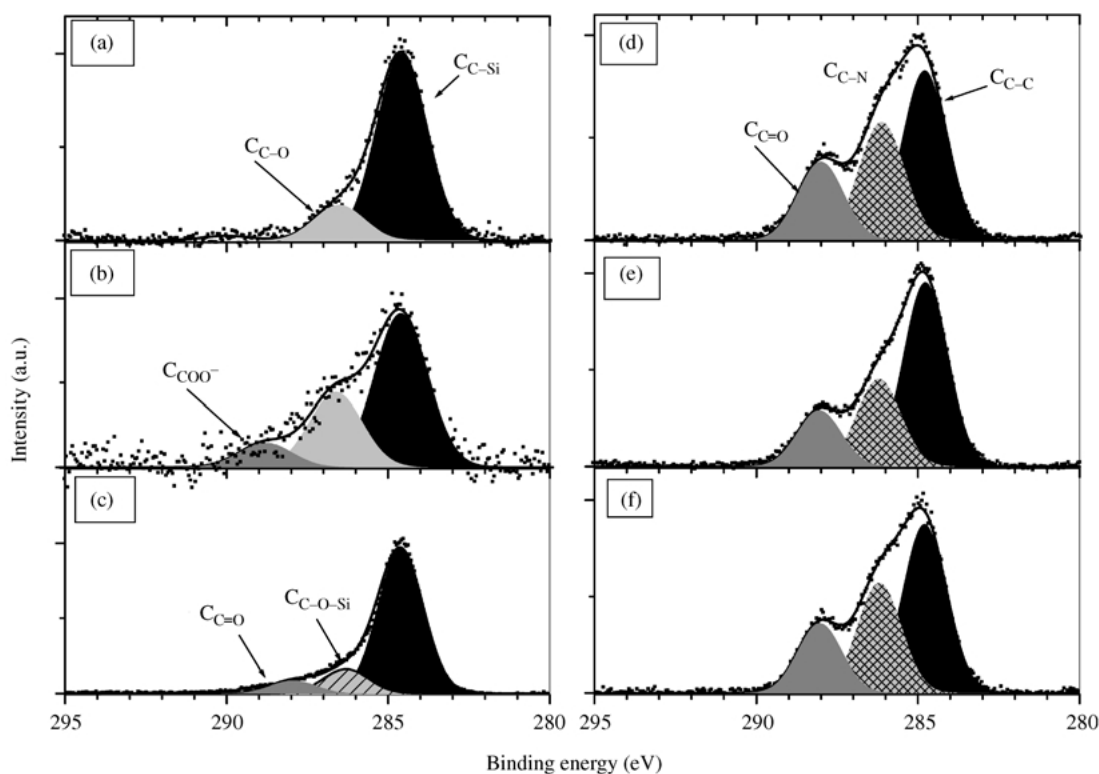 (a)
C_C–Si
C_C–O
(b)
C_COO⁻
(c)
C_C=O
C_C–O–Si
295 290 285 280
(d)
C_C–N
C_C–C
C_C=O
(e)
(f)
295 290 285 280
Intensity (a.u.)
Binding energy (eV)